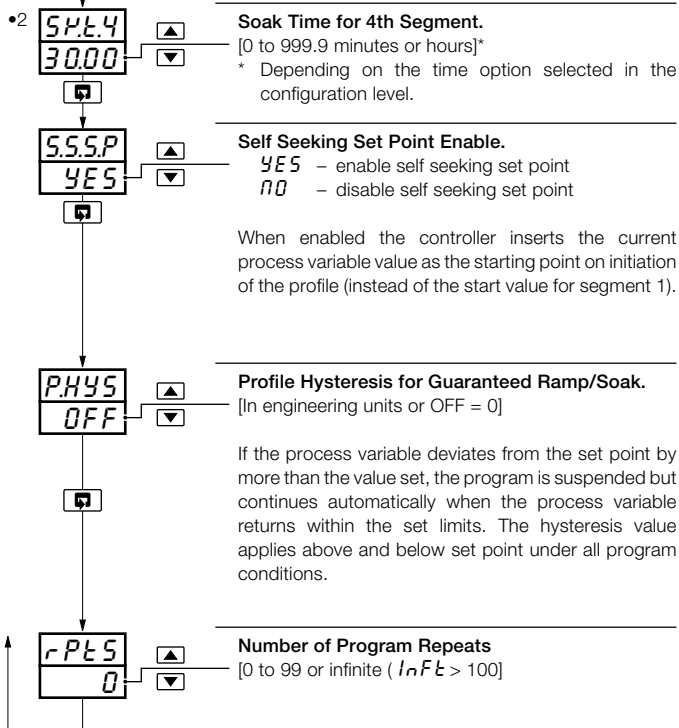 •2
SK.t.4
30.00
Soak Time for 4th Segment.
[0 to 999.9 minutes or hours]*
* Depending on the time option selected in the
configuration level.
S.S.S.P
YES
Self Seeking Set Point Enable.
YES – enable self seeking set point
NO – disable self seeking set point
When enabled the controller inserts the current
process variable value as the starting point on initiation
of the profile (instead of the start value for segment 1).
P.HYS
OFF
Profile Hysteresis for Guaranteed Ramp/Soak.
[In engineering units or OFF = 0]
If the process variable deviates from the set point by
more than the value set, the program is suspended but
continues automatically when the process variable
returns within the set limits. The hysteresis value
applies above and below set point under all program
conditions.
rPtS
0
Number of Program Repeats
[0 to 99 or infinite ( InFt > 100]